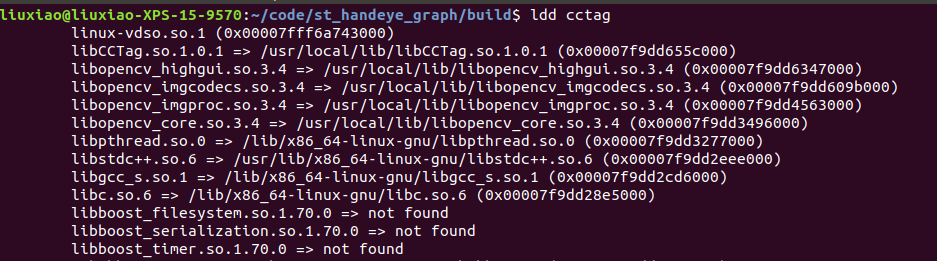 liuxiao@liuxiao-XPS-15-9570:~/code/st_handeye_graph/build$ ldd cctag
linux-vdso.so.1 (0x00007fff6a743000)
libCCTag.so.1.0.1 => /usr/local/lib/libCCTag.so.1.0.1 (0x00007f9dd655c000)
libopencv_highgui.so.3.4 => /usr/local/lib/libopencv_highgui.so.3.4 (0x00007f9dd6347000)
libopencv_imgcodecs.so.3.4 => /usr/local/lib/libopencv_imgcodecs.so.3.4 (0x00007f9dd609b000)
libopencv_imgproc.so.3.4 => /usr/local/lib/libopencv_imgproc.so.3.4 (0x00007f9dd4563000)
libopencv_core.so.3.4 => /usr/local/lib/libopencv_core.so.3.4 (0x00007f9dd3496000)
libpthread.so.0 => /lib/x86_64-linux-gnu/libpthread.so.0 (0x00007f9dd3277000)
libstdc++.so.6 => /usr/lib/x86_64-linux-gnu/libstdc++.so.6 (0x00007f9dd2eee000)
libgcc_s.so.1 => /lib/x86_64-linux-gnu/libgcc_s.so.1 (0x00007f9dd2cd6000)
libc.so.6 => /lib/x86_64-linux-gnu/libc.so.6 (0x00007f9dd28e5000)
libboost_filesystem.so.1.70.0 => not found
libboost_serialization.so.1.70.0 => not found
libboost_timer.so.1.70.0 => not found